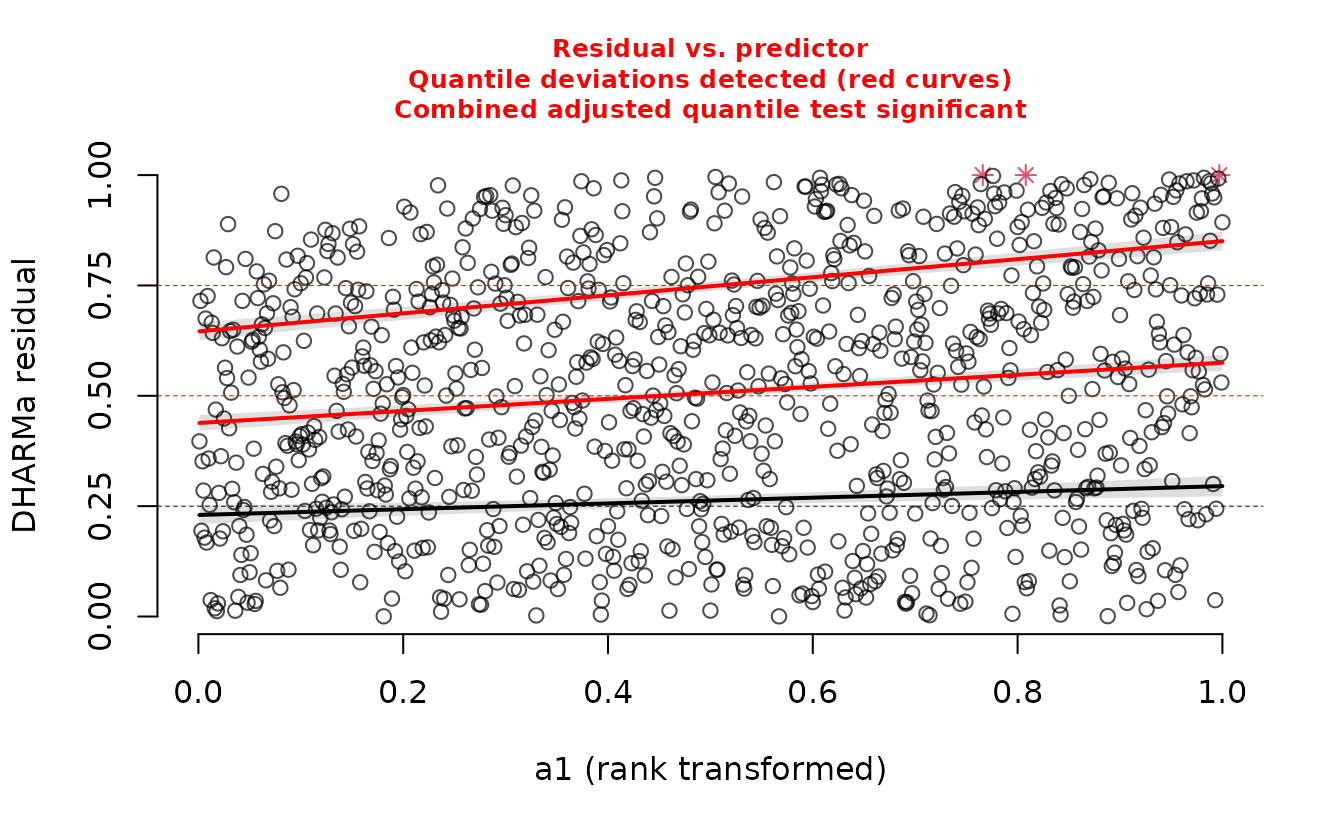 Residual vs. predictor
Quantile deviations detected (red curves)
Combined adjusted quantile test significant
DHARMa residual
1.00
0.75
0.50
0.25
0.00
0.0 0.2 0.4 0.6 0.8 1.0
a1 (rank transformed)